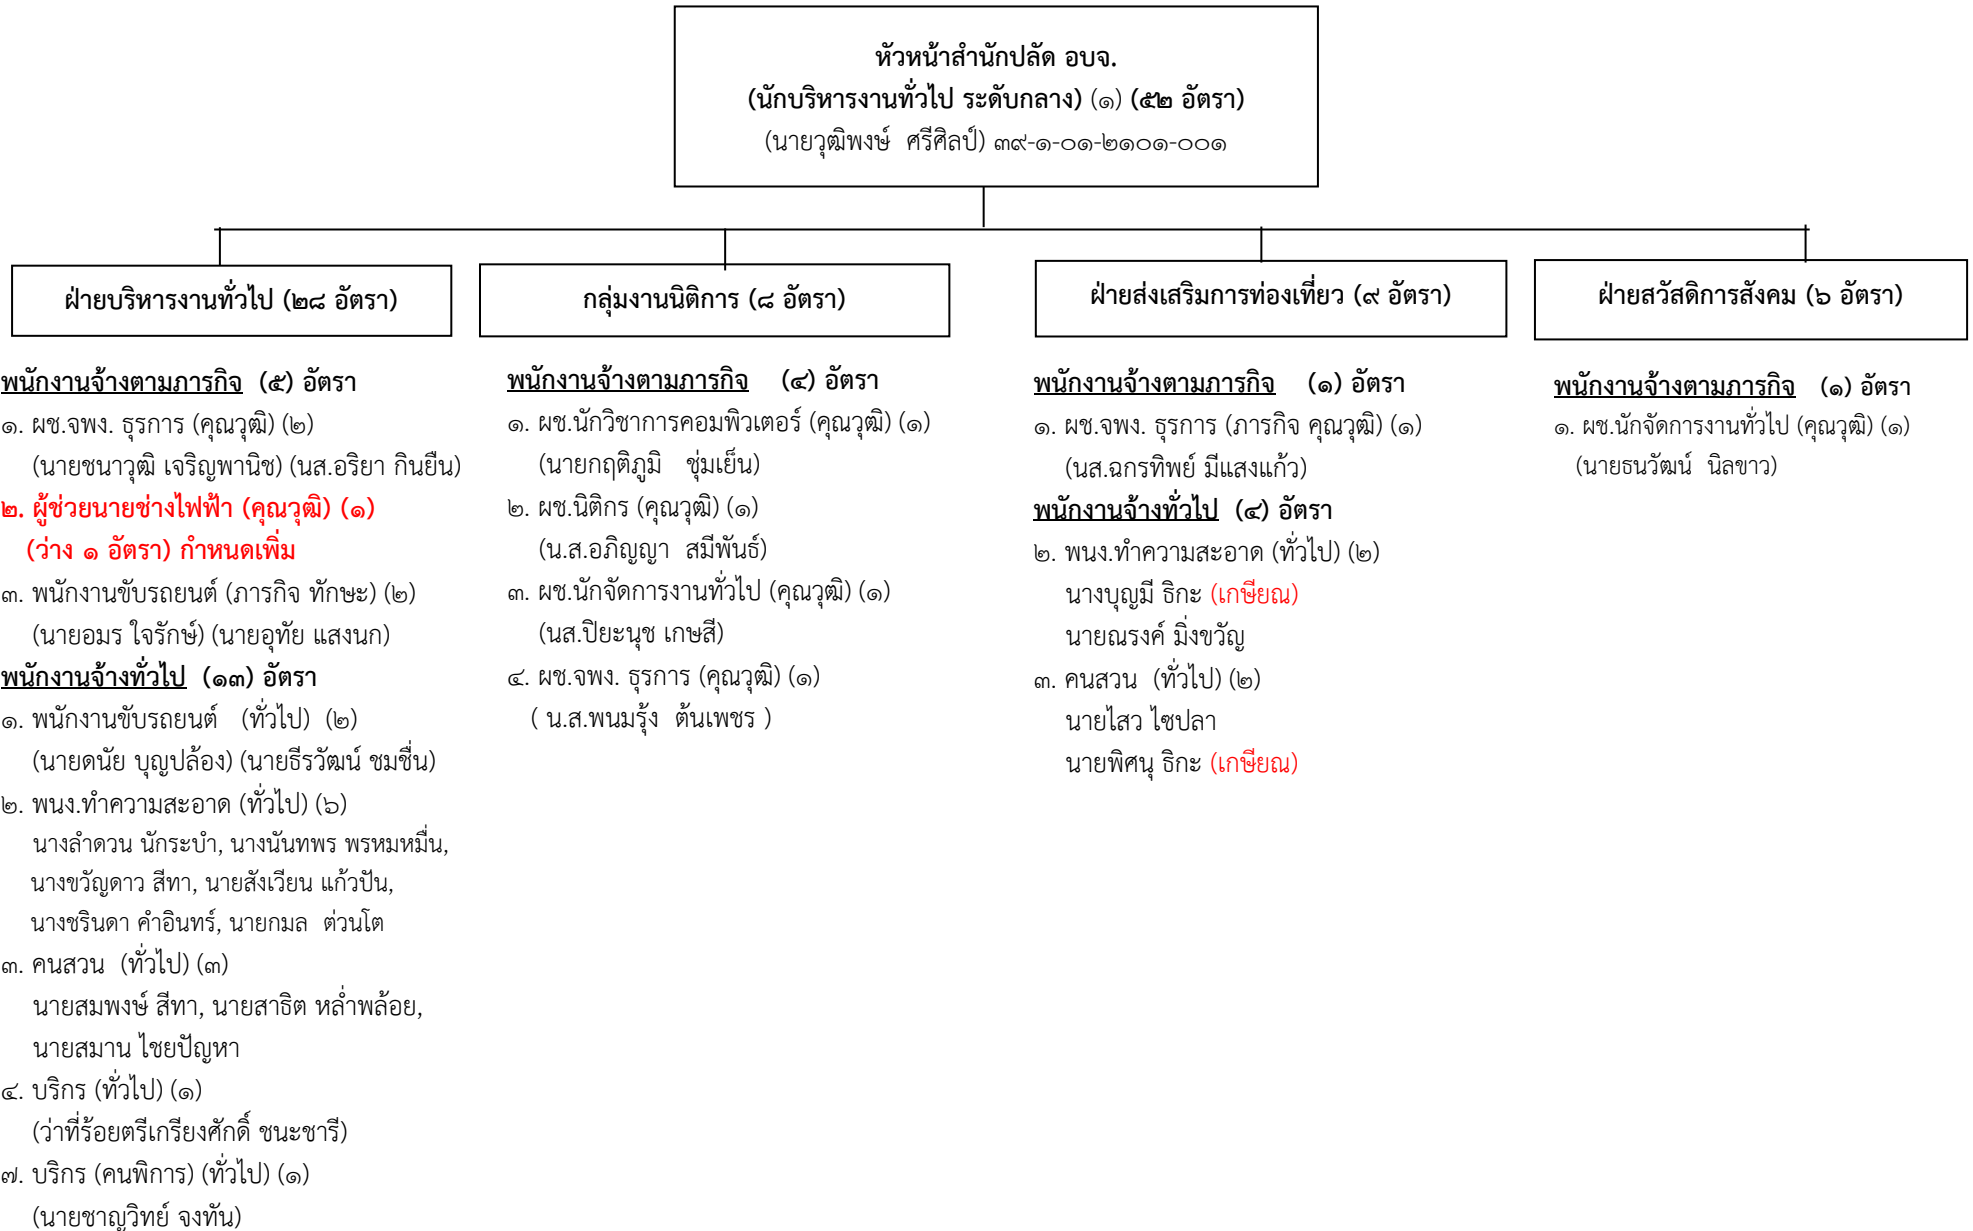 หัวหน้าสำนักปลัด อบจ.
(นักบริหารงานทั่วไป ระดับกลาง) (๑) (๕๒ อัตรา)
(นายวุฒิพงษ์ ศรีศิลป์) ๓๙-๑-๐๑-๒๑๐๑-๐๐๑
ฝ่ายบริหารงานทั่วไป (๒๘ อัตรา)
พนักงานจ้างตามภารกิจ (๕) อัตรา
๑. ผช.จพง. ธุรการ (คุณวุฒิ) (๒)
(นายชนาวุฒิ เจริญพานิช) (นส.อริยา กินยืน)
๒. ผู้ช่วยนายช่างไฟฟ้า (คุณวุฒิ) (๑)
(ว่าง ๑ อัตรา) กำหนดเพิ่ม
๓. พนักงานขับรถยนต์ (ภารกิจ ทักษะ) (๒)
(นายอมร ใจรักษ์) (นายอุทัย แสงนก)
พนักงานจ้างทั่วไป (๑๓) อัตรา
๑. พนักงานขับรถยนต์ (ทั่วไป) (๒)
(นายดนัย บุญปล้อง) (นายธีรวัฒน์ ชมชื่น)
๒. พนง.ทำความสะอาด (ทั่วไป) (๖)
นางลำดวน นักระบำ, นางนันทพร พรหมหมื่น,
นางขวัญดาว สีทา, นายสังเวียน แก้วปัน,
นางชรินดา คำอินทร์, นายกมล ต่วนโต
๓. คนสวน (ทั่วไป) (๓)
นายสมพงษ์ สีทา, นายสาธิต หล่ำพล้อย,
นายสมาน ไชยปัญหา
๔. บริกร (ทั่วไป) (๑)
(ว่าที่ร้อยตรีเกรียงศักดิ์ ชนะชารี)
๗. บริกร (คนพิการ) (ทั่วไป) (๑)
(นายชาญวิทย์ จงทัน)
กลุ่มงานนิติการ (๘ อัตรา)
พนักงานจ้างตามภารกิจ (๔) อัตรา
๑. ผช.นักวิชาการคอมพิวเตอร์ (คุณวุฒิ) (๑)
(นายกฤติภูมิ ชุ่มเย็น)
๒. ผช.นิติกร (คุณวุฒิ) (๑)
(น.ส.อภิญญา สมีพันธ์)
๓. ผช.นักจัดการงานทั่วไป (คุณวุฒิ) (๑)
(นส.ปิยะนุช เกษสี)
๔. ผช.จพง. ธุรการ (คุณวุฒิ) (๑)
( น.ส.พนมรุ้ง ต้นเพชร )
ฝ่ายส่งเสริมการท่องเที่ยว (๙ อัตรา)
พนักงานจ้างตามภารกิจ (๑) อัตรา
๑. ผช.จพง. ธุรการ (ภารกิจ คุณวุฒิ) (๑)
(นส.ฉกรทิพย์ มีแสงแก้ว)
พนักงานจ้างทั่วไป (๔) อัตรา
๒. พนง.ทำความสะอาด (ทั่วไป) (๒)
นางบุญมี ธิกะ (เกษียณ)
นายณรงค์ มิ่งขวัญ
๓. คนสวน (ทั่วไป) (๒)
นายไสว ไซปลา
นายพิศนุ ธิกะ (เกษียณ)
ฝ่ายสวัสดิการสังคม (๖ อัตรา)
พนักงานจ้างตามภารกิจ (๑) อัตรา
๑. ผช.นักจัดการงานทั่วไป (คุณวุฒิ) (๑)
(นายธนวัฒน์ นิลขาว)